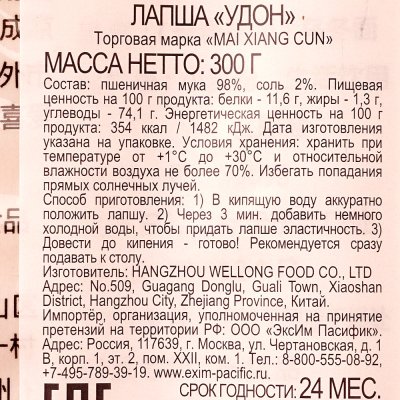 ЛАПША «УДОН»
Торговая марка «MAI XIANG CUN»
МАССА НЕТТО: 300 Г
Состав: пшеничная мука 98%, соль 2%. Пищевая
ценность на 100 г продукта: белки - 11,6 г, жиры - 1,3 г,
углеводы - 74,1 г. Энергетическая ценность на 100 г
продукта: 354 ккал / 1482 кДж. Дата изготовления
указана на упаковке. Условия хранения: хранить при
температуре от +1°С до +30°С и относительной
влажности воздуха не более 70%. Избегать попадания
прямых солнечных лучей.
Способ приготовления: 1) В кипящую воду аккуратно
положить лапшу. 2) Через 3 мин. добавить немного
холодной воды, чтобы придать лапше эластичность. 3)
Довести до кипения - готово! Рекомендуется сразу
подавать к столу.
Изготовитель: HANGZHOU WELLONG FOOD CO., LTD
Адрес: No.509, Guagang Donglu, Guali Town, Xiaoshan
District, Hangzhou City, Zhejiang Province, Китай.
Импортёр, организация, уполномоченная на принятие
претензий на территории РФ: ООО «ЭксИм Пасифик».
Адрес: Россия, 117639, г. Москва, ул. Чертановская, д. 1
В, корп. 1, эт. 2, пом. XXII, ком. 1. Тел.: 8-800-555-08-92,
+7-495-789-39-19. www.exim-pacific.ru
СРОК ГОДНОСТИ: 24 МЕС.
成
外
喜
品